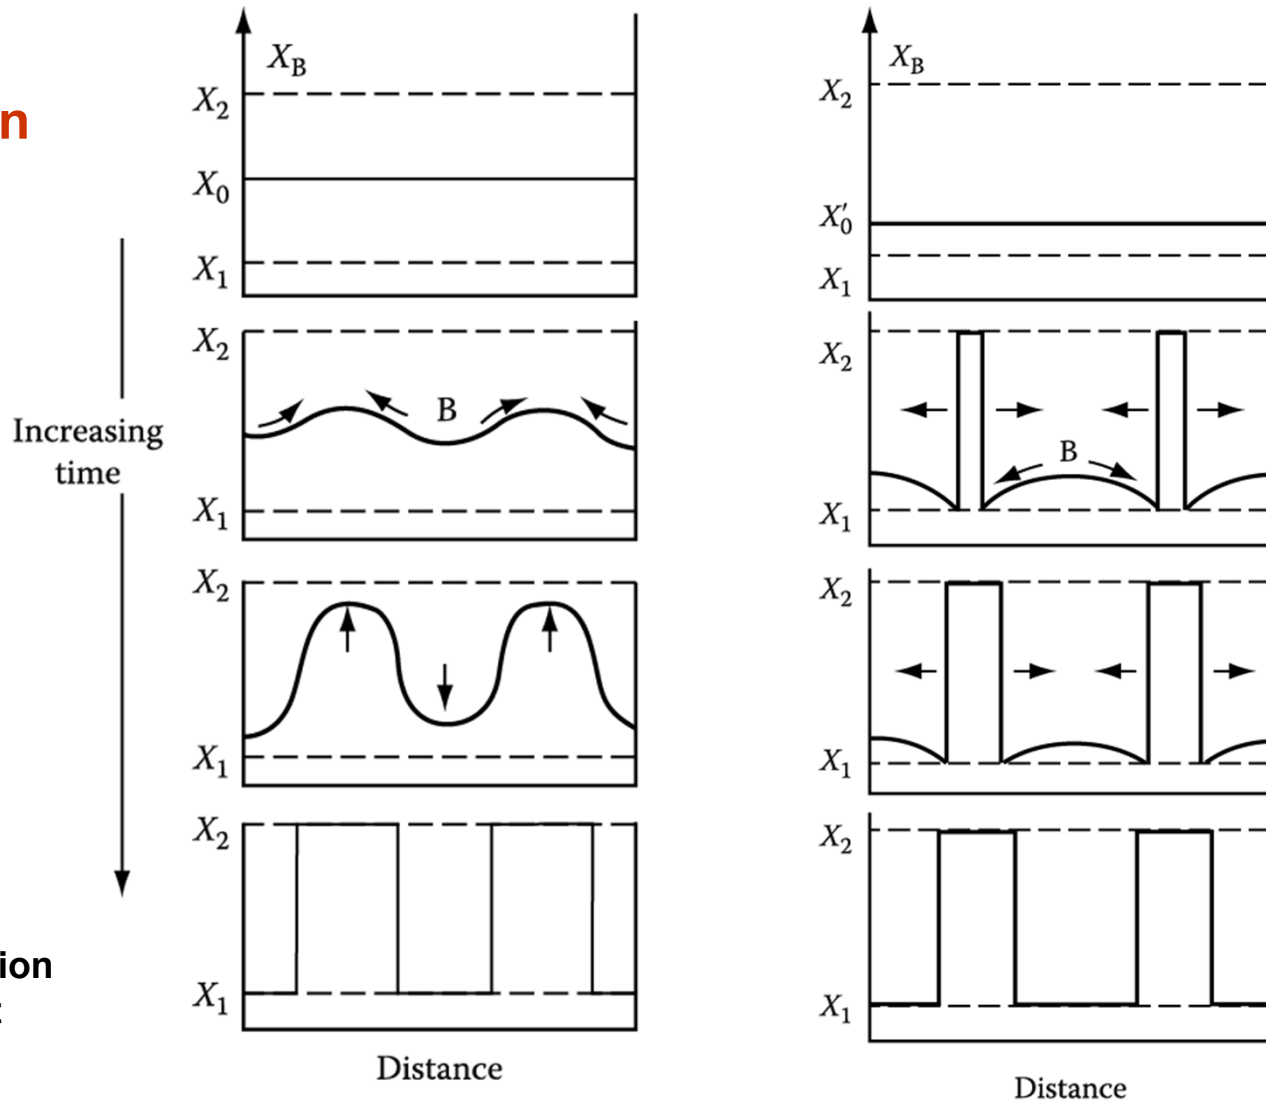 n
X_B
X_2
X_0
X_1
X_2
B
X_1
X_2
X_1
X_2
X_1
Distance
Increasing
time
ion
X_B
X_2
X'_0
X_1
X_2
B
X_1
X_2
X_1
X_2
X_1
Distance